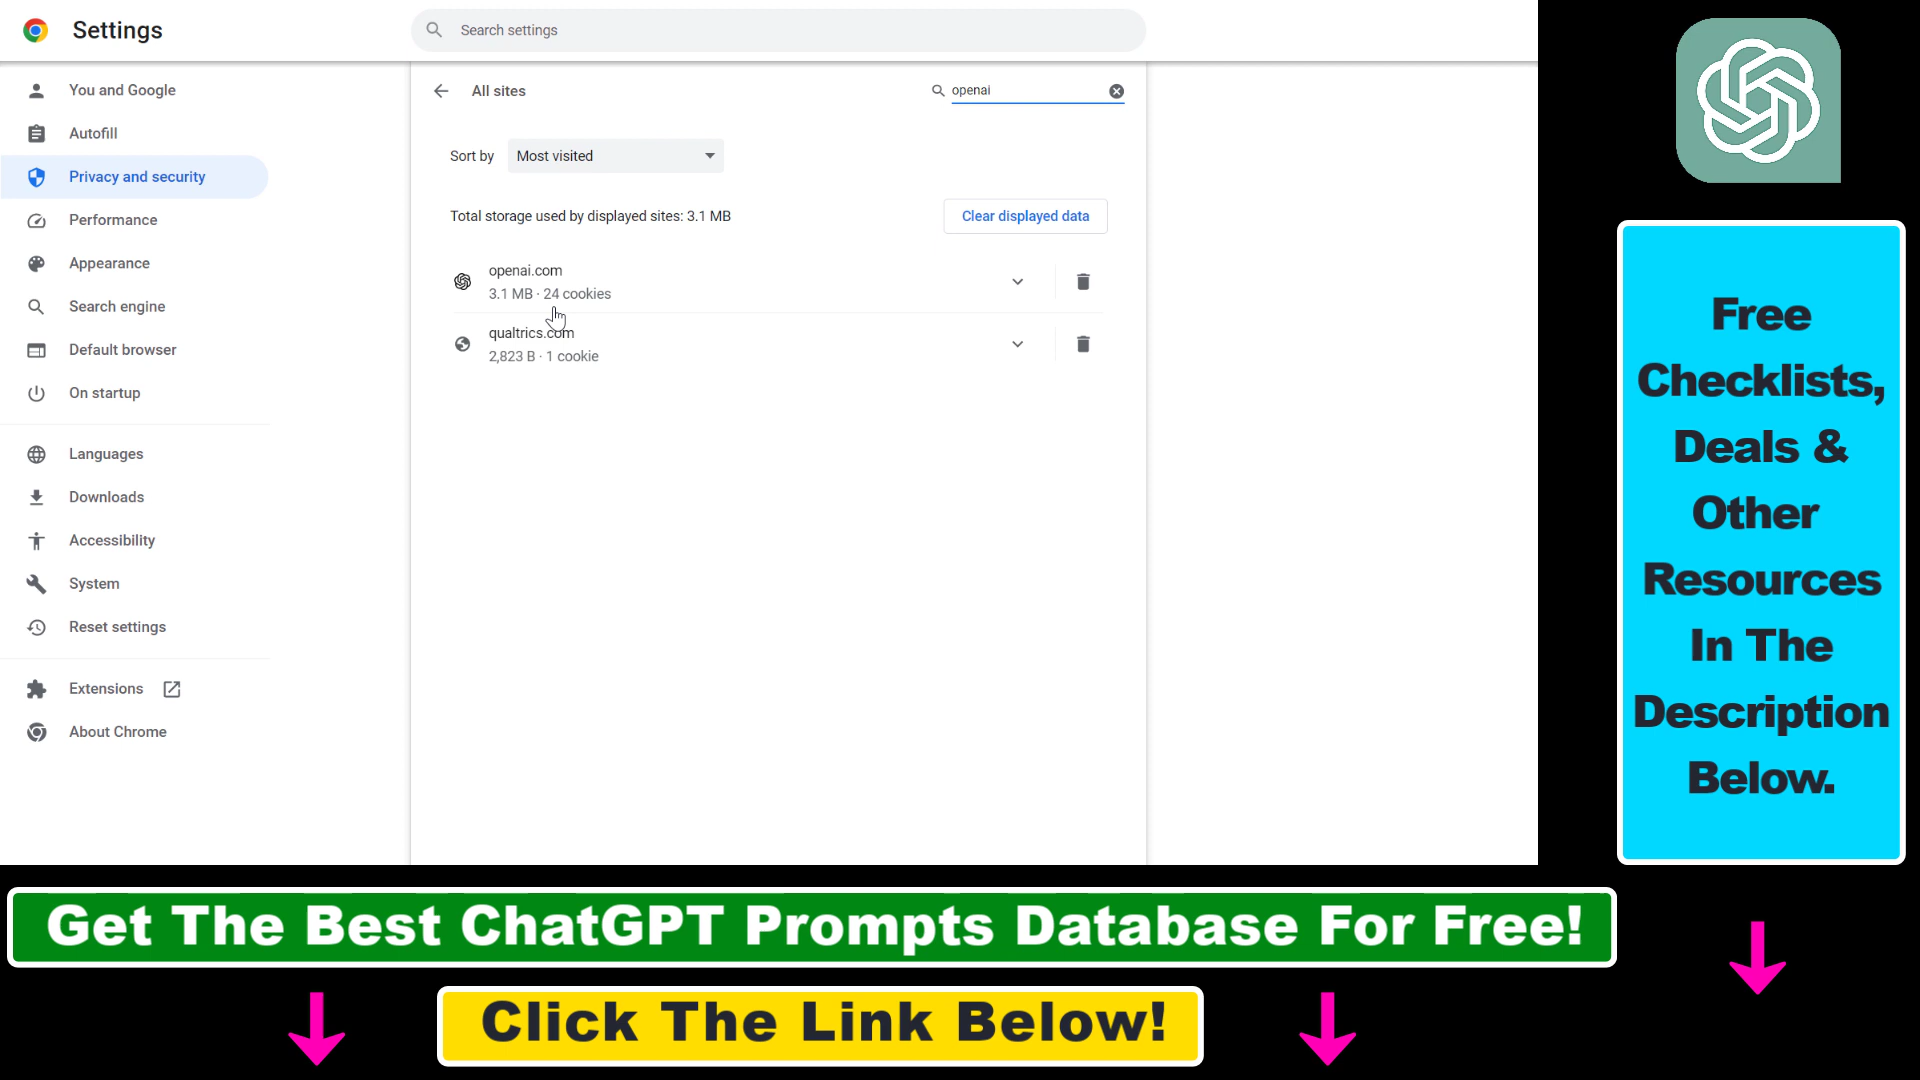 Settings
Search settings
You and Google
Autofill
Privacy and security
Performance
Appearance
Search engine
Default browser
On startup
Languages
Downloads
Accessibility
System
Reset settings
Extensions
About Chrome
All sites
openai
Sort by
Most visited
Total storage used by displayed sites: 3.1 MB
Clear displayed data
openai.com
3.1 MB · 24 cookies
qualtrics.com
2,823 B · 1 cookie
Free
Checklists,
Deals &
Other
Resources
In The
Description
Below.
Get The Best ChatGPT Prompts Database For Free!
Click The Link Below!